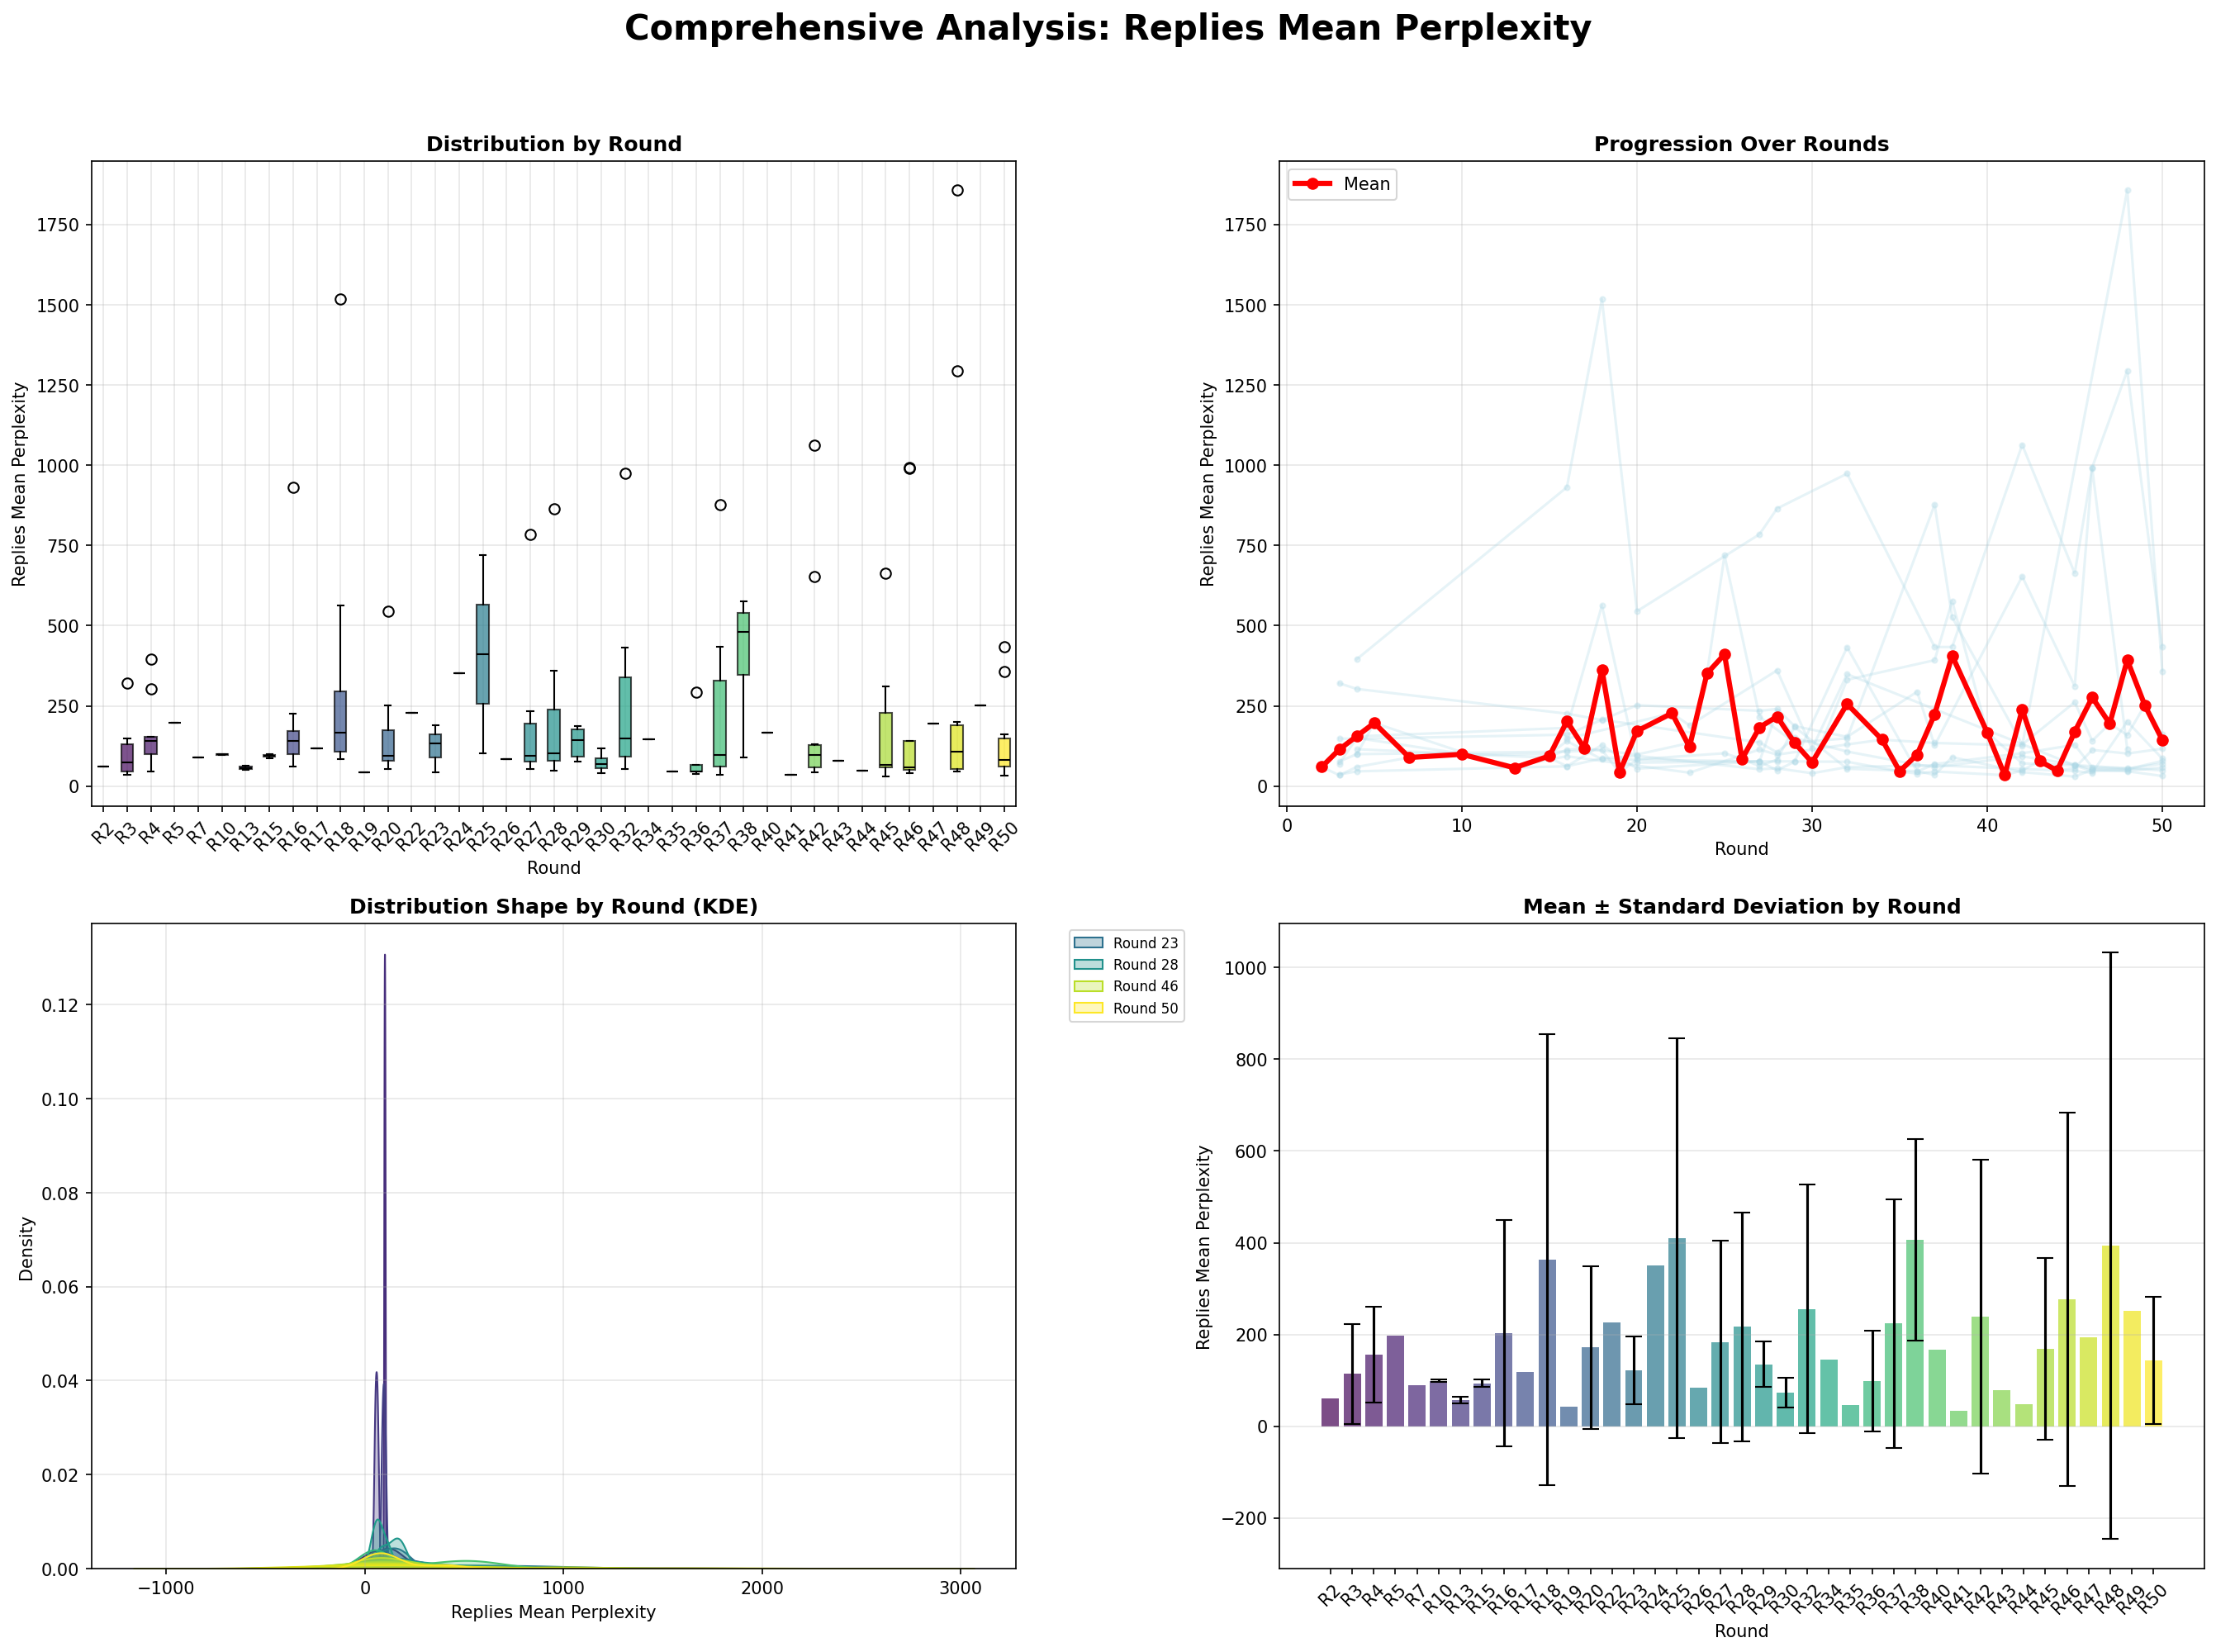 Comprehensive Analysis: Replies Mean Perplexity
Distribution by Round
Replies Mean Perplexity
1750
1500
1250
1000
750
500
250
0
R2 R3 R4 R5 R7 R10 R13 R15 R16 R17 R18 R19 R20 R22 R23 R24 R25 R26 R27 R28 R29 R30 R32 R34 R35 R36 R37 R38 R40 R41 R42 R43 R44 R45 R46 R47 R48 R49 R50
Round
Progression Over Rounds
Mean
Replies Mean Perplexity
1750
1500
1250
1000
750
500
250
0
0 10 20 30 40 50
Round
Distribution Shape by Round (KDE)
Density
0.12
0.10
0.08
0.06
0.04
0.02
0.00
−1000 0 1000 2000 3000
Replies Mean Perplexity
Round 23
Round 28
Round 46
Round 50
Mean ± Standard Deviation by Round
Replies Mean Perplexity
1000
800
600
400
200
0
−200
R2 R3 R4 R5 R7 R10 R13 R15 R16 R17 R18 R19 R20 R22 R23 R24 R25 R26 R27 R28 R29 R30 R32 R34 R35 R36 R37 R38 R40 R41 R42 R43 R44 R45 R46 R47 R48 R49 R50
Round